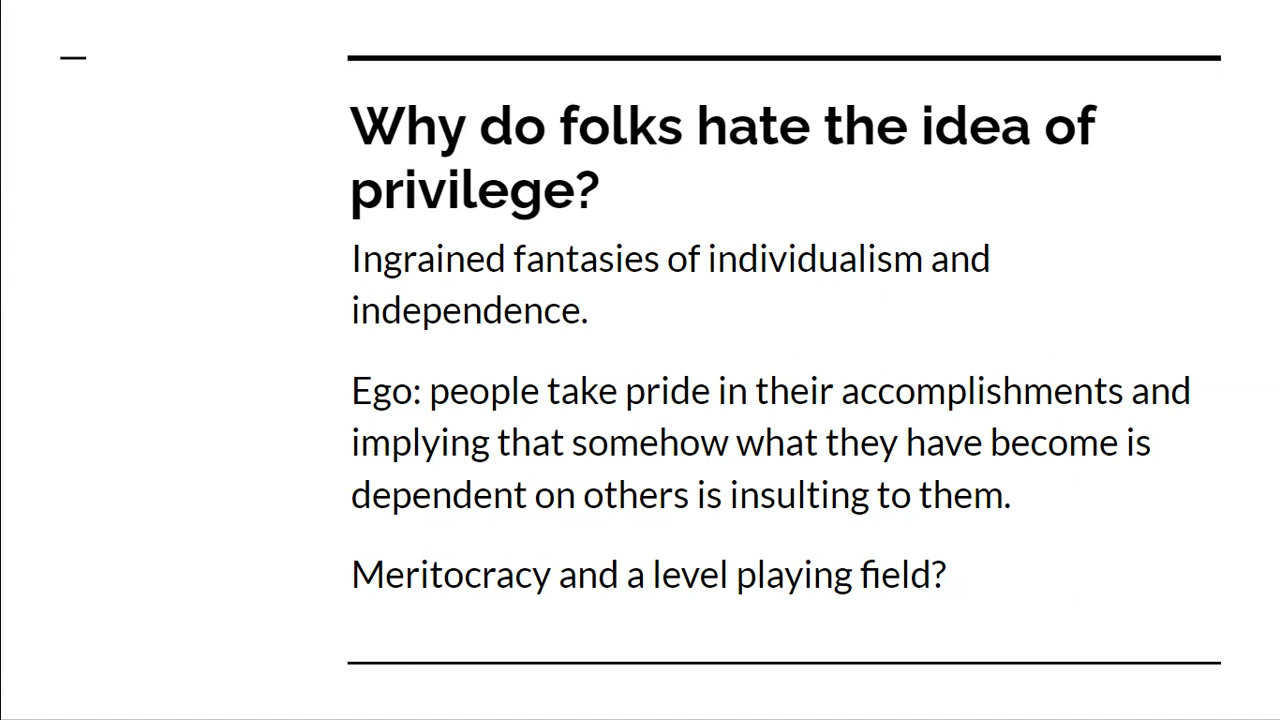 Why do folks hate the idea of
privilege?
Ingrained fantasies of individualism and
independence.
Ego: people take pride in their accomplishments and
implying that somehow what they have become is
dependent on others is insulting to them.
Meritocracy and a level playing field?